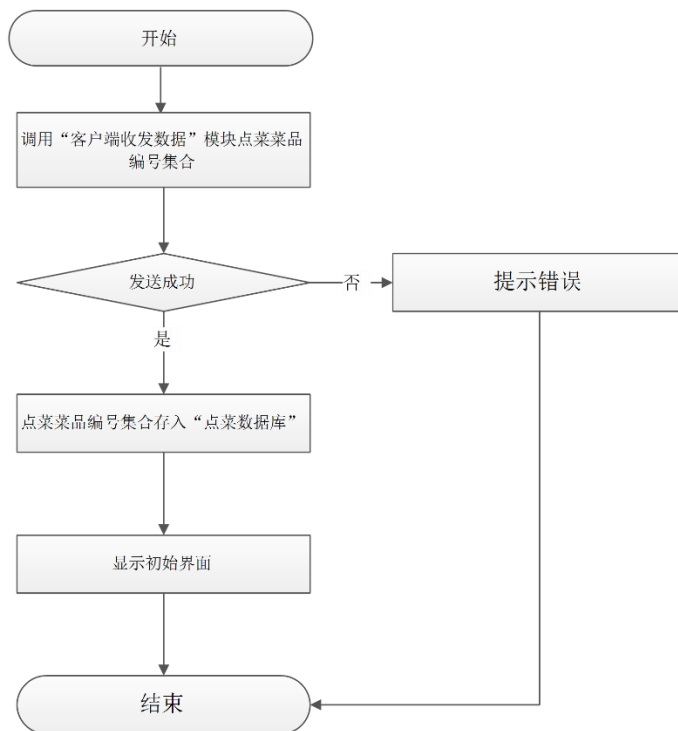 开始
调用“客户端收发数据”模块点菜菜品
编号集合
发送成功
否
提示错误
是
点菜菜品编号集合存入“点菜数据库”
显示初始界面
结束